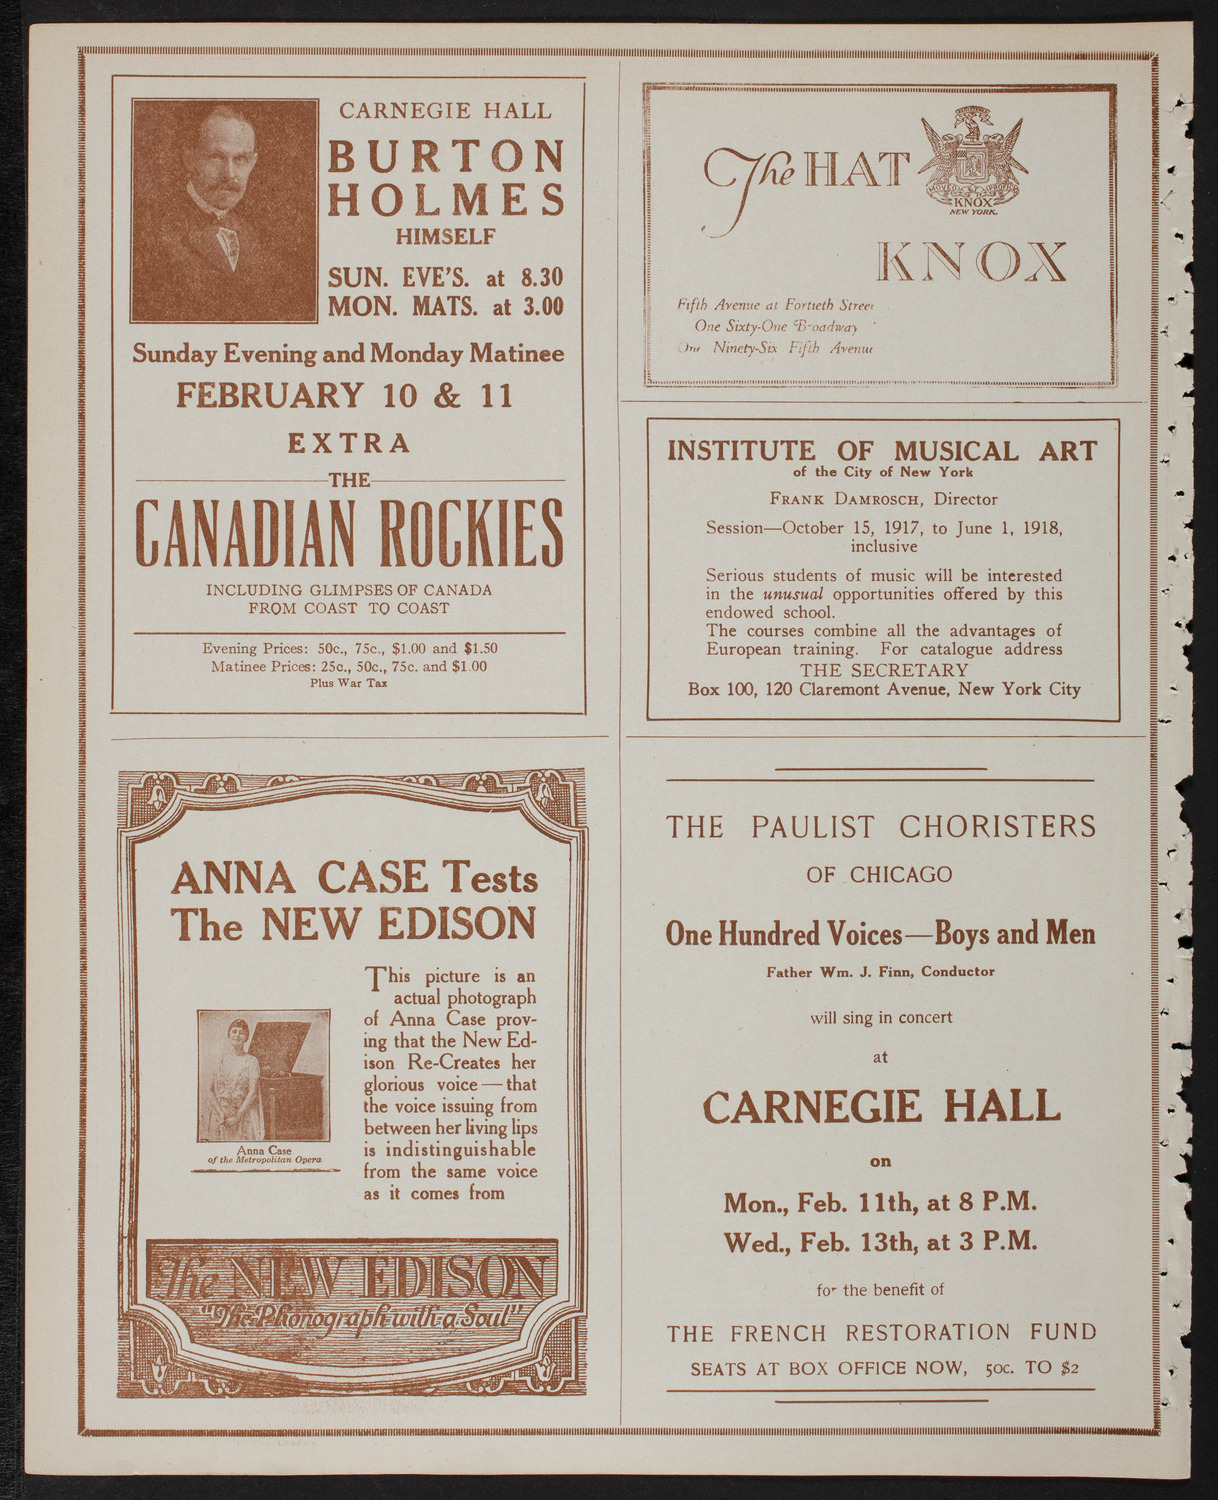 CARNEGIE HALL
BURTON
HOLMES
HIMSELF
SUN. EVE'S. at 8.30
MON. MATS. at 3.00
Sunday Evening and Monday Matinee
FEBRUARY 10 & 11
EXTRA
THE
CANADIAN ROCKIES
INCLUDING GLIMPSES OF CANADA
FROM COAST TO COAST
Evening Prices: 50c., 75c., $1.00 and $1.50
Matinee Prices: 25c., 50c., 75c. and $1.00
Plus War Tax
ANNA CASE Tests
The NEW EDISON
This picture is an
actual photograph
of Anna Case prov-
ing that the New Ed-
ison Re-Creates her
glorious voice—that
the voice issuing from
between her living lips
is indistinguishable
from the same voice
as it comes from
Anna Case
of the Metropolitan Opera
The NEW EDISON
"The Phonograph with a Soul"
The HAT
KNOX
NEW YORK.
KNOX
Fifth Avenue at Fortieth Street
One Sixty-One Broadway
One Ninety-Six Fifth Avenue
INSTITUTE OF MUSICAL ART
of the City of New York
FRANK DAMROSCH, Director
Session—October 15, 1917, to June 1, 1918,
inclusive
Serious students of music will be interested
in the unusual opportunities offered by this
endowed school.
The courses combine all the advantages of
European training. For catalogue address
THE SECRETARY
Box 100, 120 Claremont Avenue, New York City
THE PAULIST CHORISTERS
OF CHICAGO
One Hundred Voices—Boys and Men
Father Wm. J. Finn, Conductor
will sing in concert
at
CARNEGIE HALL
on
Mon., Feb. 11th, at 8 P.M.
Wed., Feb. 13th, at 3 P.M.
for the benefit of
THE FRENCH RESTORATION FUND
SEATS AT BOX OFFICE NOW, 50C. TO $2